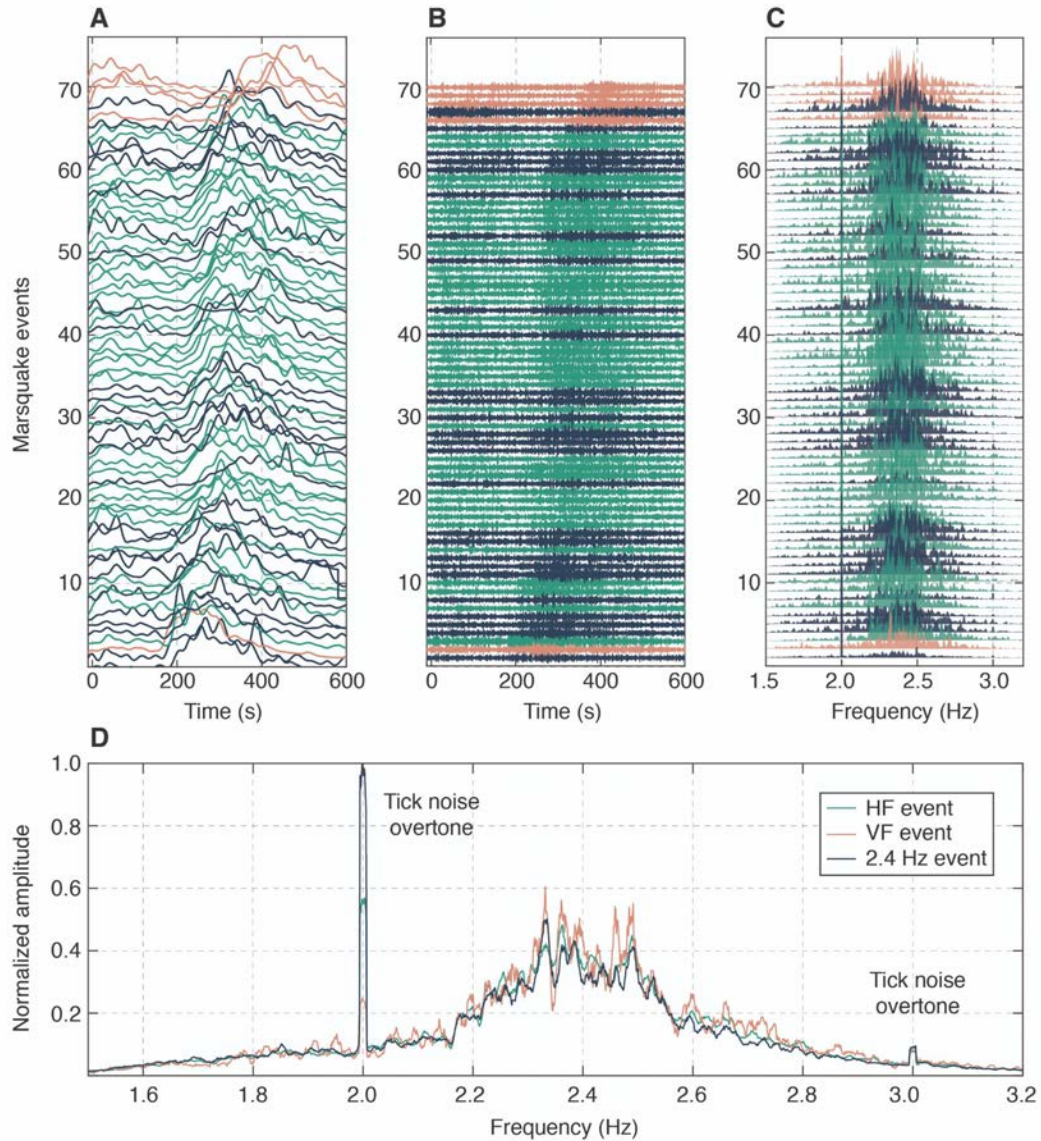 A
B
C
Marsquake events
70
60
50
40
30
20
10
0
200
400
600
Time (s)
70
60
50
40
30
20
10
0
200
400
600
Time (s)
70
60
50
40
30
20
10
1.5
2.0
2.5
3.0
Frequency (Hz)
D
Normalized amplitude
1.0
0.8
0.6
0.4
0.2
Tick noise
overtone
HF event
VF event
2.4 Hz event
Tick noise
overtone
1.6
1.8
2.0
2.2
2.4
2.6
2.8
3.0
3.2
Frequency (Hz)